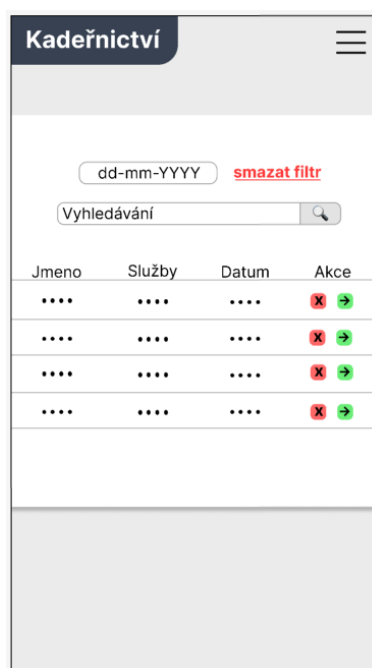 Kadeřnictví
dd-mm-YYYY smazat filtr
Vyhledávání
Jmeno Služby Datum Akce
•••• •••• •••• X →
•••• •••• •••• X →
•••• •••• •••• X →
•••• •••• •••• X →